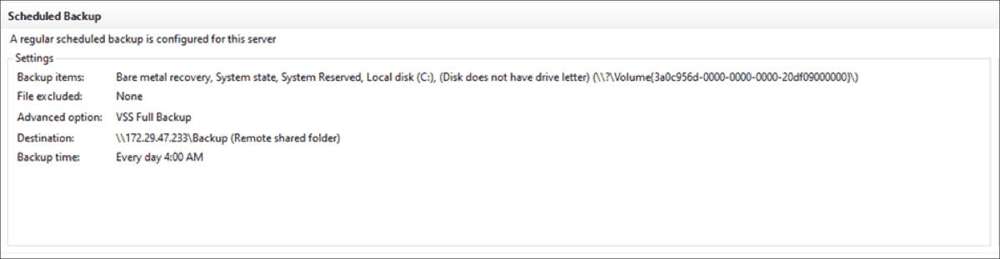 Scheduled Backup
A regular scheduled backup is configured for this server
Settings
Backup items: Bare metal recovery, System state, System Reserved, Local disk (C:), (Disk does not have drive letter) (\\?\Volume{3a0c956d-0000-0000-0000-20df09000000}\)
File excluded: None
Advanced option: VSS Full Backup
Destination: \\172.29.47.233\Backup (Remote shared folder)
Backup time: Every day 4:00 AM